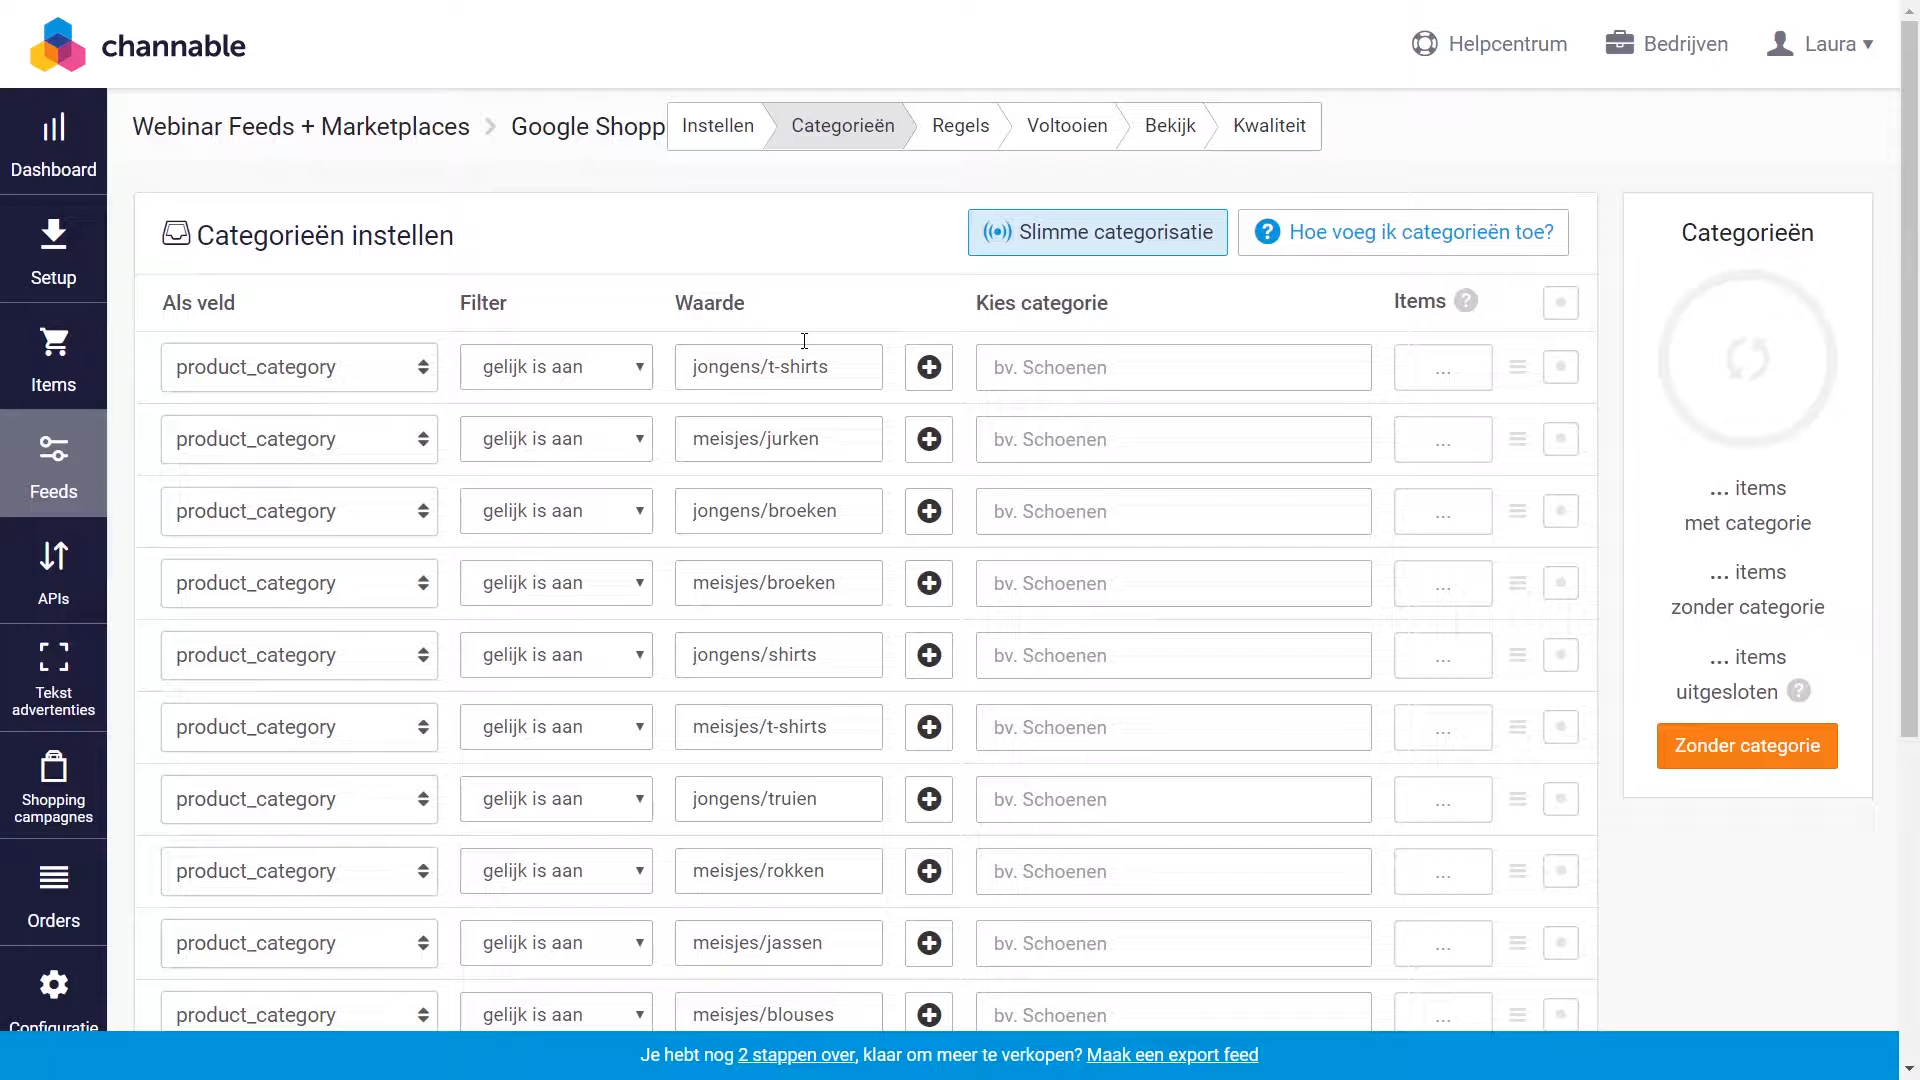 channable
Helpcentrum
Bedrijven
Laura
Webinar Feeds + Marketplaces
Google Shopp
Instellen
Categorieën
Regels
Voltooien
Bekijk
Kwaliteit
Dashboard
Setup
Items
Feeds
APIs
Tekst
advertenties
Shopping
campagnes
Orders
Configuratie
Categorieën instellen
Slimme categorisatie
Hoe voeg ik categorieën toe?
Als veld Filter Waarde Kies categorie Items
product_category gelijk is aan jongens/t-shirts bv. Schoenen ...
product_category gelijk is aan meisjes/jurken bv. Schoenen ...
product_category gelijk is aan jongens/broeken bv. Schoenen ...
product_category gelijk is aan meisjes/broeken bv. Schoenen ...
product_category gelijk is aan jongens/shirts bv. Schoenen ...
product_category gelijk is aan meisjes/t-shirts bv. Schoenen ...
product_category gelijk is aan jongens/truien bv. Schoenen ...
product_category gelijk is aan meisjes/rokken bv. Schoenen ...
product_category gelijk is aan meisjes/jassen bv. Schoenen ...
product_category gelijk is aan meisjes/blouses bv. Schoenen ...
Categorieën
... items
met categorie
... items
zonder categorie
... items
uitgesloten
Zonder categorie
Je hebt nog 2 stappen over, klaar om meer te verkopen? Maak een export feed